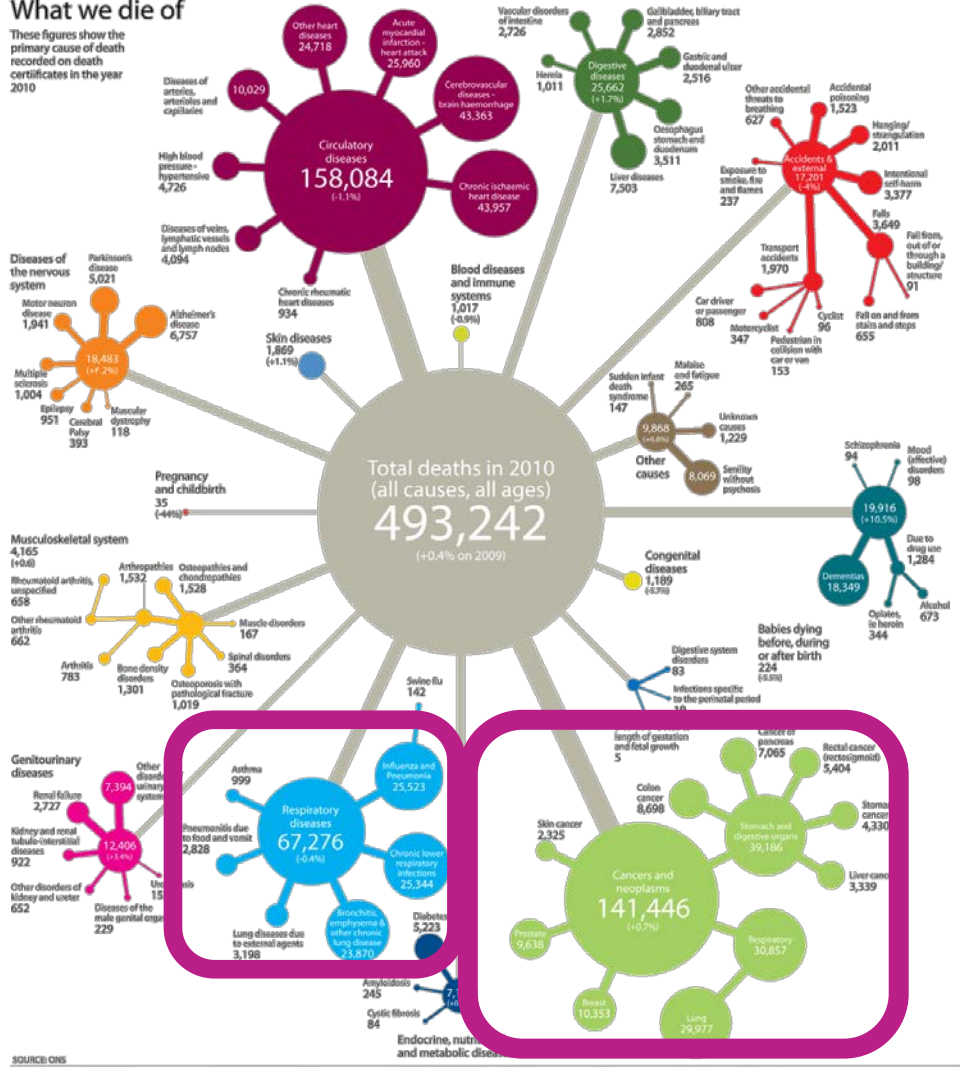 What we die of
These figures show the
primary cause of death
recorded on death
certificates in the year
2010
Circulatory
diseases
158,084
(-1.1%)
Other heart
diseases
24,718
Acute
myocardial
infarction -
heart attack
25,960
Cerebrovascular
diseases -
brain haemorrhage
43,363
Chronic ischaemic
heart disease
43,957
Diseases of
arteries,
arterioles and
capilaries
10,029
High blood
pressure -
hypertensive
4,726
Diseases of veins,
lymphatic vessels
and lymph nodes
4,094
Chronic rheumatic
heart diseases
934
Vascular disorders
of intestine
2,726
Gallbladder, biliary tract
and pancreas
2,852
Hernia
1,011
Digestive
diseases
25,662
(+1.7%)
Gastric and
duodenal ulcer
2,516
Oesophagus
stomach end
duodenum
3,511
Liver diseases
7,503
Other accidental
threats to
breathing
627
Accidental
poisoning
1,523
Hanging/
strangulation
2,011
Accidents &
external
17,201
(-4%)
Exposure to
smoke, fire
and flames
237
Intentional
self-harm
3,377
Falls
3,649
Fall from,
out of or
through a
building/
structure
91
Fall on and from
stairs and steps
655
Transport
accidents
1,970
Car driver
or passenger
808
Motorcyclist
347
Pedestrian in
collision with
car or van
153
Cyclist
96
Diseases of
the nervous
system
Parkinson's
disease
5,021
Motor neuron
disease
1,941
Alzheimer's
disease
6,757
18,483
Multiple
sclerosis
1,004
Epilepsy
951
Cerebral
Palsy
393
Muscular
dystrophy
118
Skin diseases
1,869
(+1.1%)
Blood diseases
and immune
systems
1,017
(-0.9%)
Sudden infant
death
syndrome
147
Malaise
and fatigue
265
Unknown
causes
1,229
9,868
(+6.8%)
Other
causes
8,069
Senility
without
psychosis
Schizophrenia
94
Mood
(affective)
disorders
98
19,916
(+10.5%)
Dementias
18,349
Due to
drug use
1,284
Opiates,
ie heroin
344
Alcohol
673
Total deaths in 2010
(all causes, all ages)
493,242
(+0.4% on 2009)
Pregnancy
and childbirth
35
(-44%)
Musculoskeletal system
4,165
(+0.6)
Arthropathies
1,532
Osteopathies and
chondropathies
1,528
Rheumatoid arthritis,
unspecified
658
Other rheumatoid
arthritis
662
Arthritis
783
Bone density
disorders
1,301
Osteoporosis with
pathological fracture
1,019
Muscle disorders
167
Spinal disorders
364
Congenital
diseases
1,189
(-5.7%)
Babies dying
before, during
or after birth
224
(-5.5%)
Digestive system
disorders
83
Infections specific
to the perinatal period
19
length of gestation
and fetal growth
5
Genitourinary
diseases
Renal failure
2,727
7,394
Other
Kidney and renal
tubulo-interstitial
diseases
922
12,406
(+3.4%)
Other disorders of
kidney and ureter
652
Diseases of the
male genital
229
Swine flu
142
Asthma
999
Influenza and
Pneumonia
25,523
Respiratory
diseases
67,276
(-0.4%)
Pneumonitis due
to food and vomit
2,828
Chronic lower
respiratory
infections
25,344
Lung diseases due
to external agents
3,198
Bronchitis,
emphysema &
other chronic
lung disease
23,870
Diabetes
5,223
Amyloidosis
245
Cystic fibrosis
84
Endocrine,
and metabolic
Cancer of
pancreas
7,065
Rectal cancer
(rectosigmoid)
5,404
Colon
cancer
8,698
Stomach and
digestive organs
39,186
cancer
4,330
Liver
3,339
Skin cancer
2,325
Cancers and
neoplasms
141,446
(+0.7%)
Prostate
9,638
Respiratory
30,857
Breast
10,353
Lung
29,977
SOURCE: ONS